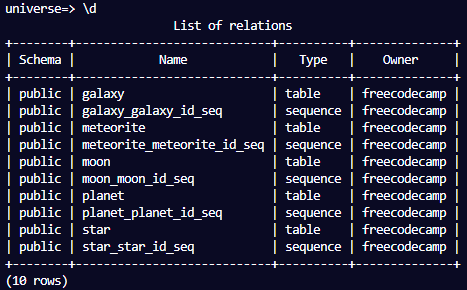 universe=> \d
List of relations
+--------+----------------------------+----------+--------------+
| Schema | Name | Type | Owner |
+--------+----------------------------+----------+--------------+
| public | galaxy | table | freecodecamp |
| public | galaxy_galaxy_id_seq | sequence | freecodecamp |
| public | meteorite | table | freecodecamp |
| public | meteorite_meteorite_id_seq | sequence | freecodecamp |
| public | moon | table | freecodecamp |
| public | moon_moon_id_seq | sequence | freecodecamp |
| public | planet | table | freecodecamp |
| public | planet_planet_id_seq | sequence | freecodecamp |
| public | star | table | freecodecamp |
| public | star_star_id_seq | sequence | freecodecamp |
+--------+----------------------------+----------+--------------+
(10 rows)